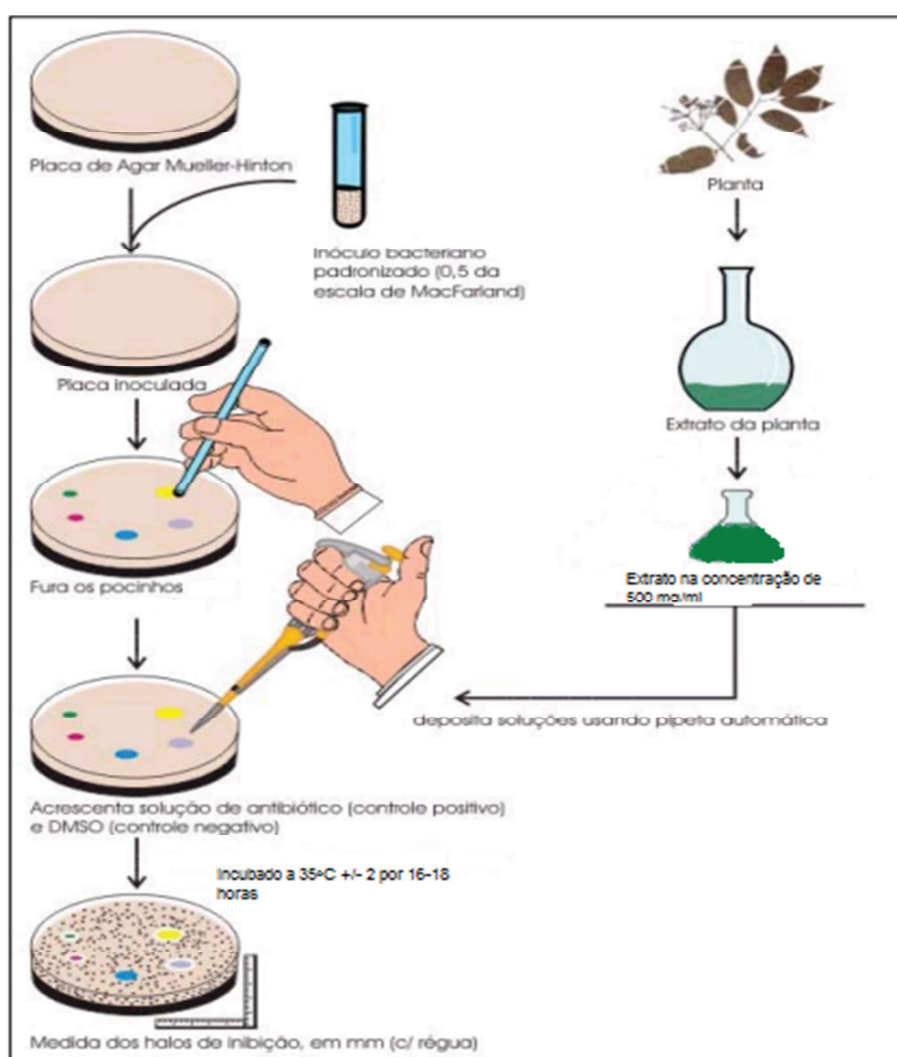 Placa de Agar Mueller-Hinton
Inóculo bacteriano
padronizado (0,5 da
escala de MacFarland)
Placa inoculada
Fura os pocinhos
Planta
Extrato da planta
Extrato na concentração de
500 mg/ml
deposita soluções usando pipeta automática
Acrescenta solução de antibiótico (controle positivo)
e DMSO (controle negativo)
Incubado a 35ºC +/- 2 por 16-18
horas
Medida dos halos de inibição, em mm (c/ régua)